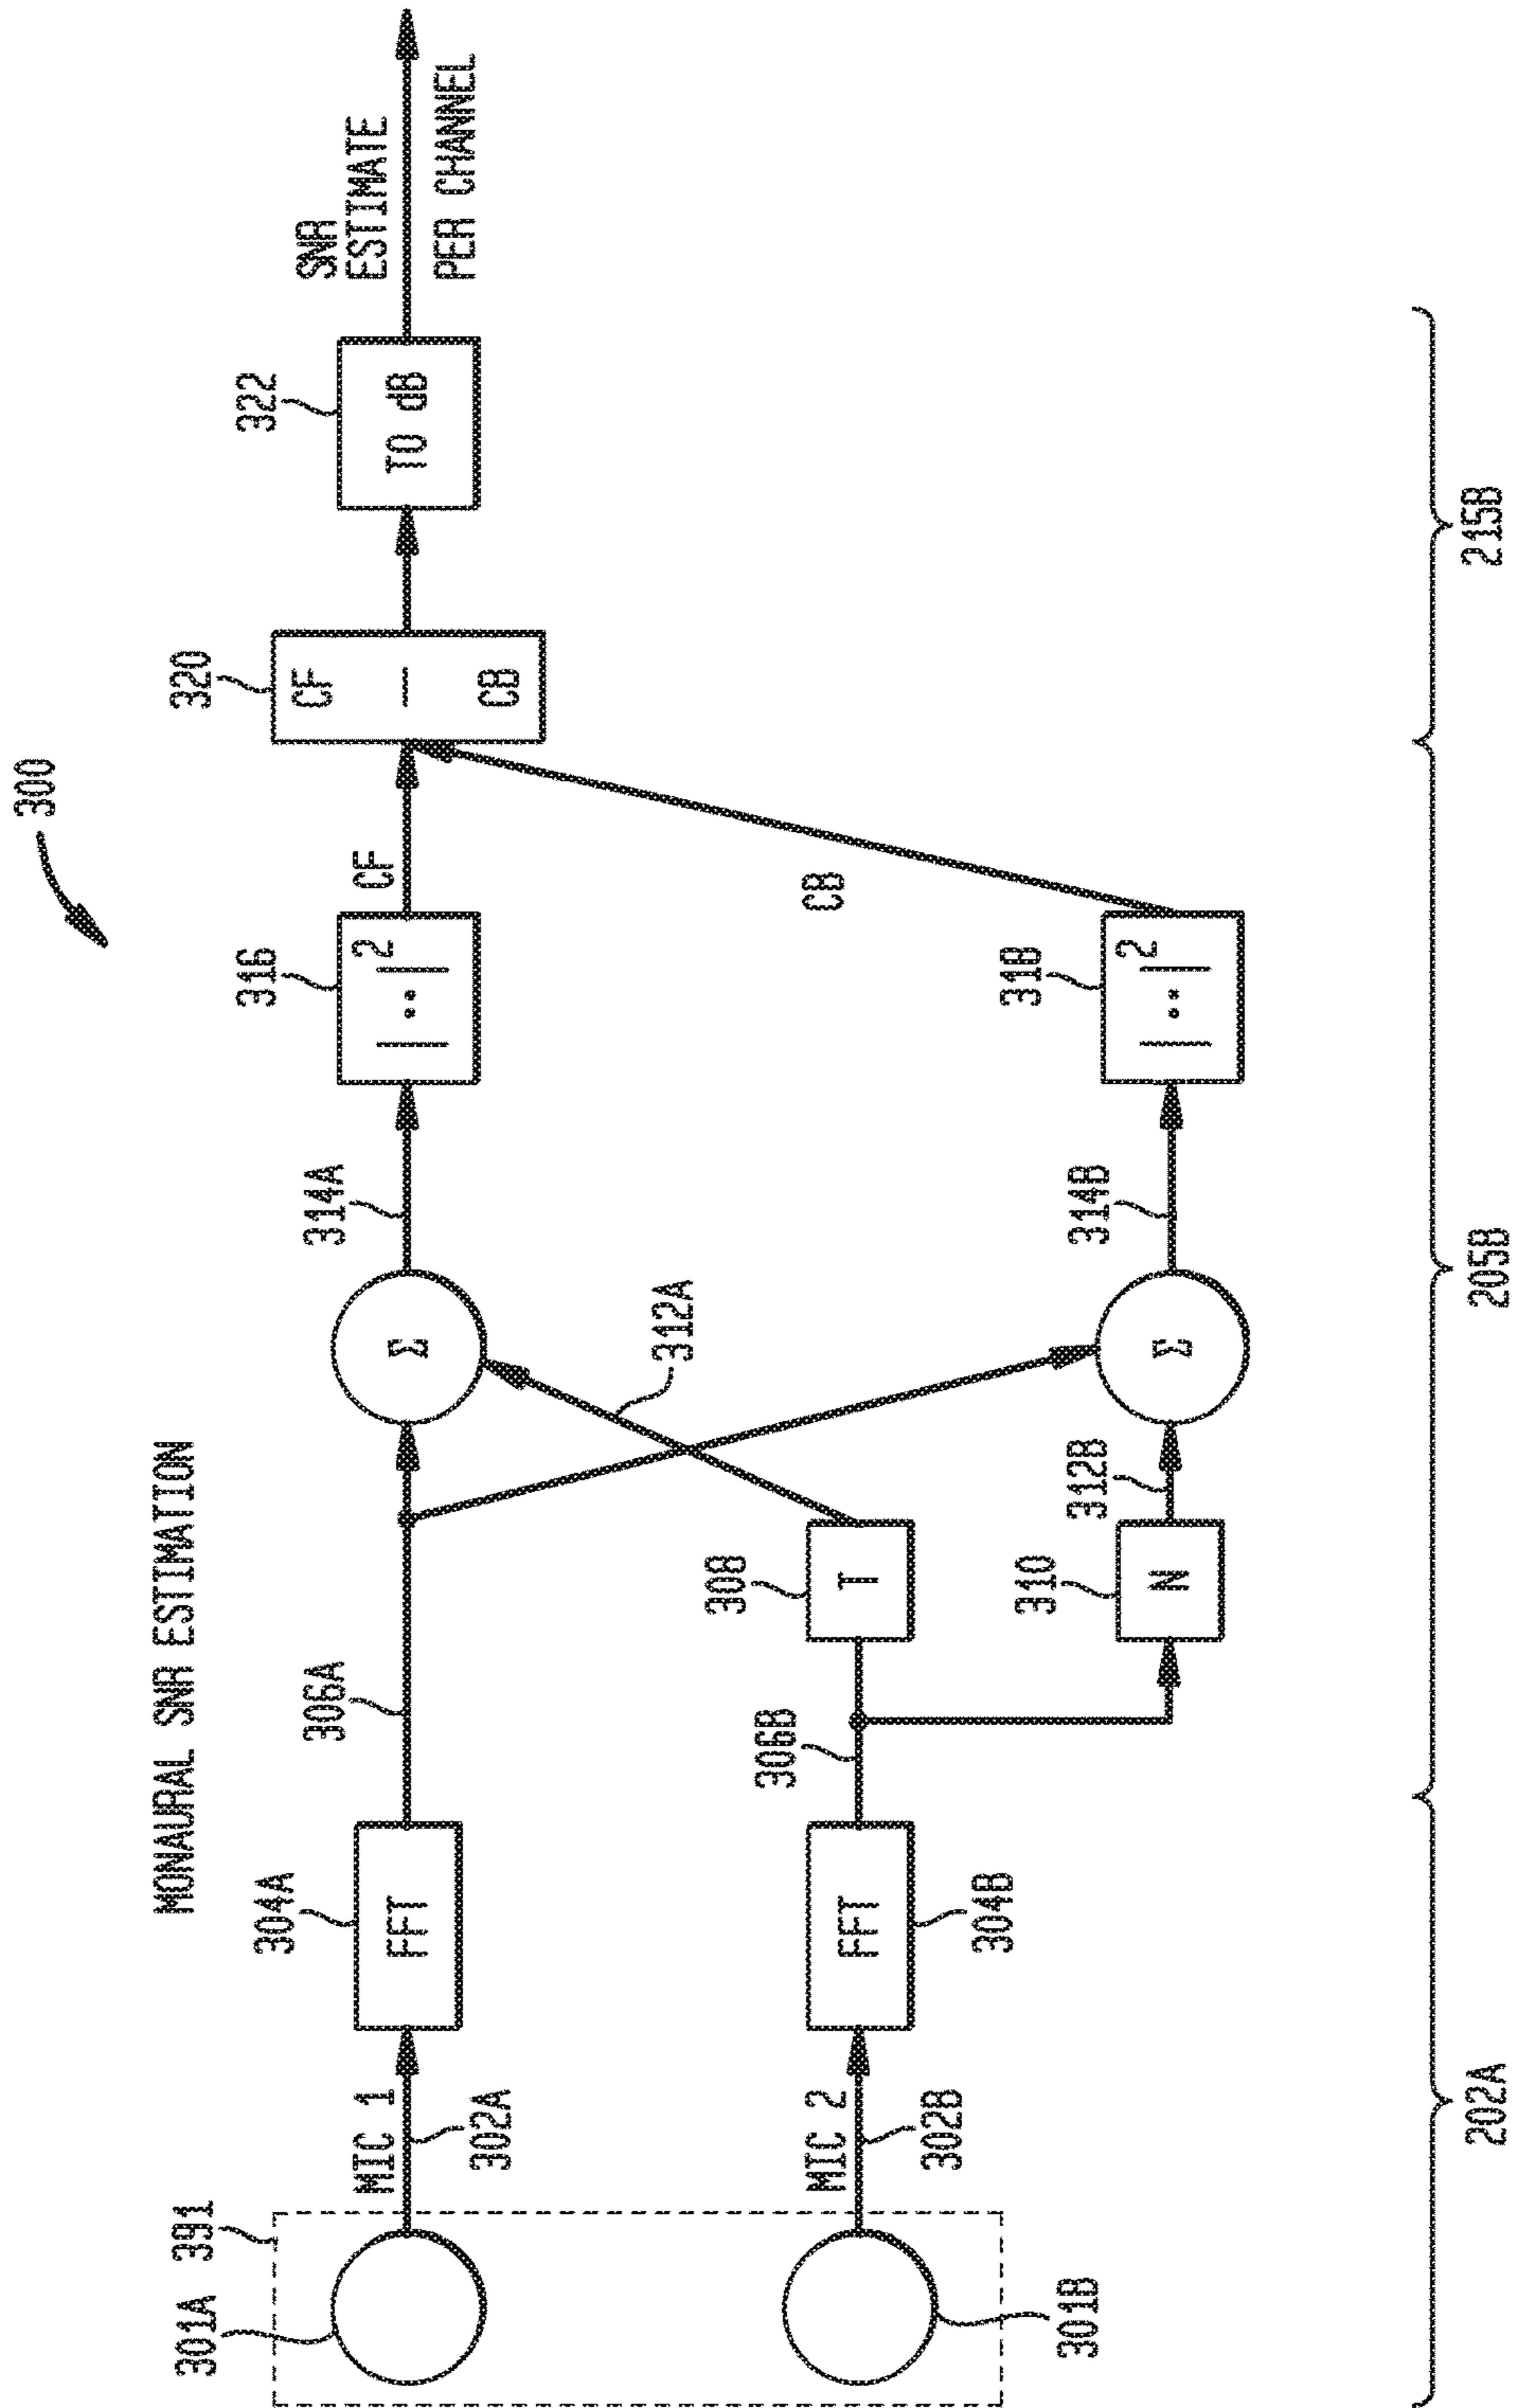 MONAURAL SNR ESTIMATION
300
391
301A
MIC 1
302A
304A
FFT
306A
Σ
314A
316
|··|2
CF
320
CF
—
CB
322
TO dB
SNR
ESTIMATE
PER CHANNEL
301B
MIC 2
302B
304B
FFT
306B
308
T
312A
310
N
312B
Σ
314B
318
|··|2
CB
202A
205B
215B